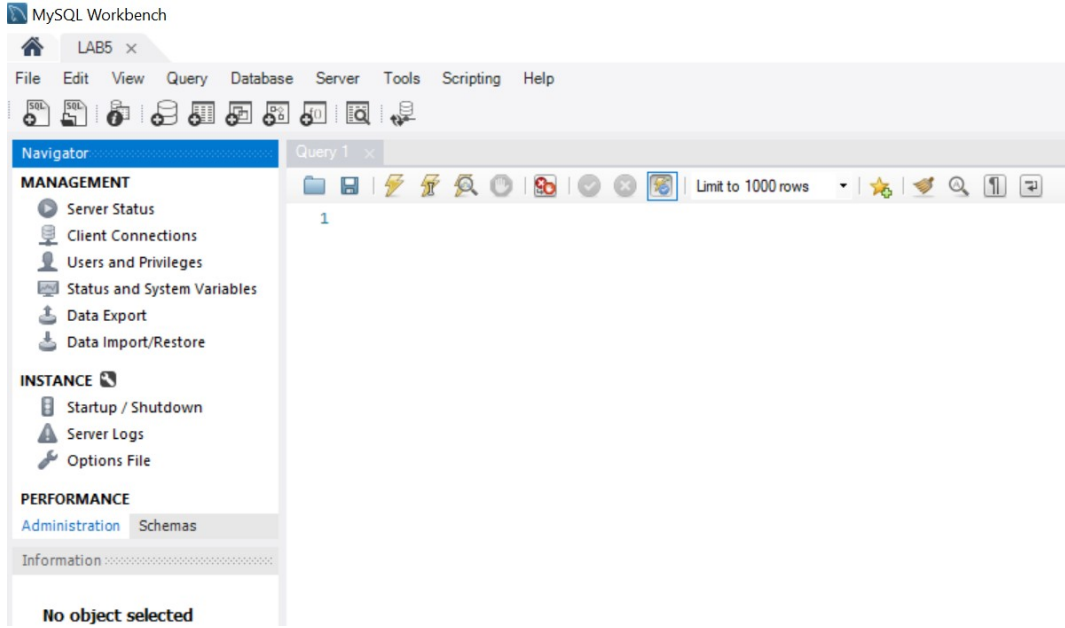 MySQL Workbench
LAB5
File Edit View Query Database Server Tools Scripting Help
SQL SQL
Navigator
MANAGEMENT
Server Status
Client Connections
Users and Privileges
Status and System Variables
Data Export
Data Import/Restore
INSTANCE
Startup / Shutdown
Server Logs
Options File
PERFORMANCE
Administration Schemas
Information
No object selected
Query 1
Limit to 1000 rows
1